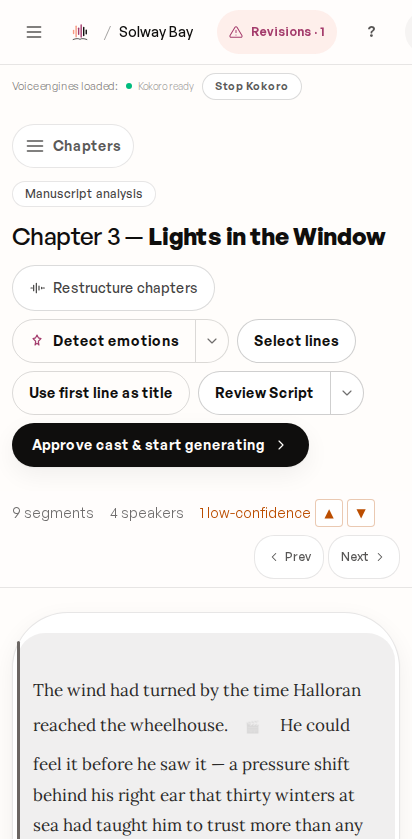 / Solway Bay Revisions · 1 ?
Voice engines loaded: Kokoro ready Stop Kokoro
Chapters
Manuscript analysis
Chapter 3 — Lights in the Window
Restructure chapters
Detect emotions Select lines
Use first line as title Review Script
Approve cast & start generating
9 segments 4 speakers 1 low-confidence ▲ ▼
Prev Next
The wind had turned by the time Halloran
reached the wheelhouse. He could
feel it before he saw it — a pressure shift
behind his right ear that thirty winters at
sea had taught him to trust more than any